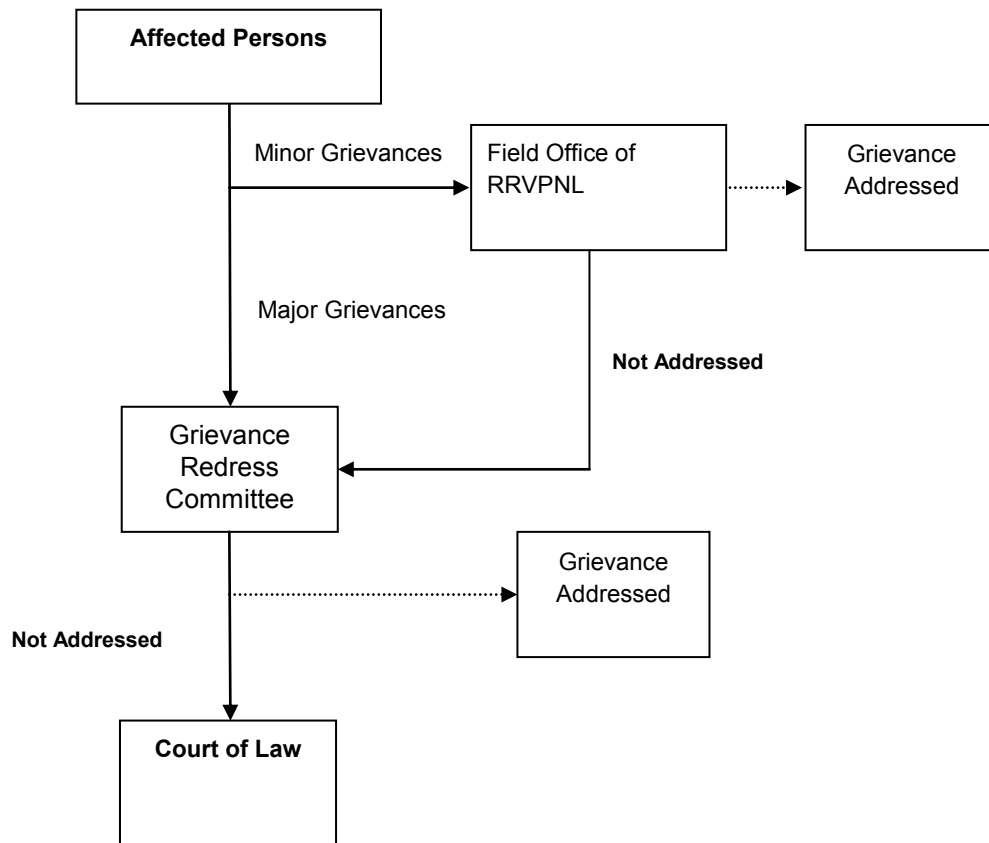 Affected Persons
Minor Grievances
Field Office of
RRVPNL
Grievance
Addressed
Major Grievances
Not Addressed
Grievance
Redress
Committee
Grievance
Addressed
Not Addressed
Court of Law